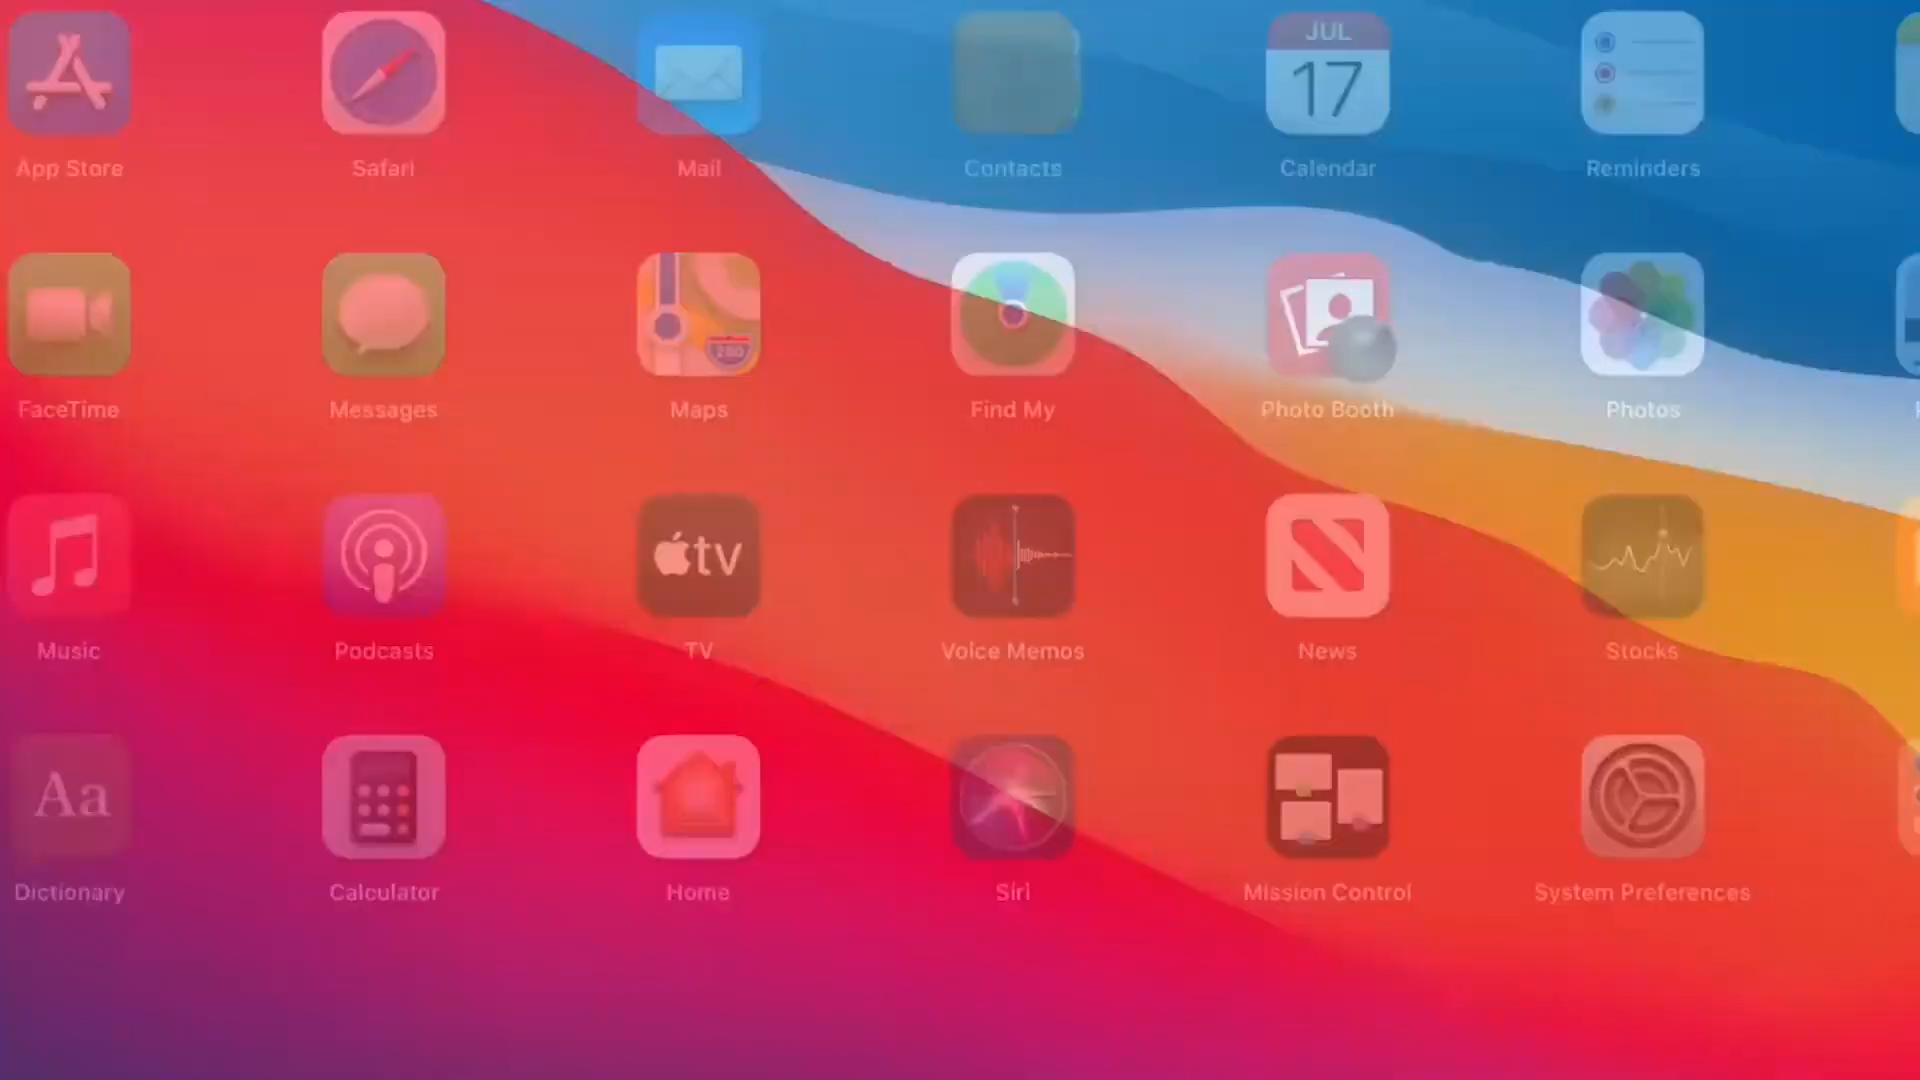 JUL
17
App Store
Safari
Mail
Contacts
Calendar
Reminders
280
FaceTime
Messages
Maps
Find My
Photo Booth
Photos
tv
Music
Podcasts
TV
Voice Memos
News
Stocks
Aa
Dictionary
Calculator
Home
Siri
Mission Control
System Preferences